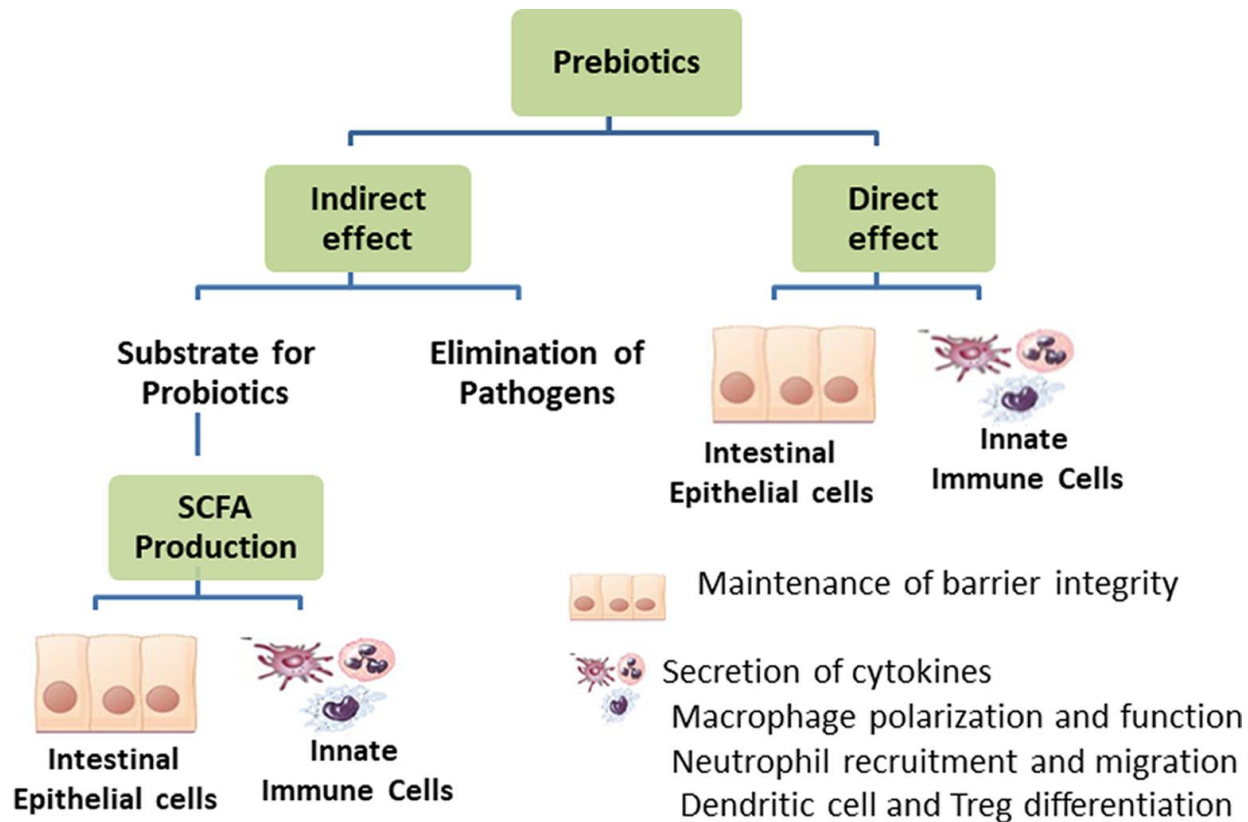 Prebiotics
Indirect
effect
Direct
effect
Substrate for
Probiotics
Elimination of
Pathogens
Intestinal
Epithelial cells
Innate
Immune Cells
SCFA
Production
Intestinal
Epithelial cells
Innate
Immune Cells
Maintenance of barrier integrity
Secretion of cytokines
Macrophage polarization and function
Neutrophil recruitment and migration
Dendritic cell and Treg differentiation